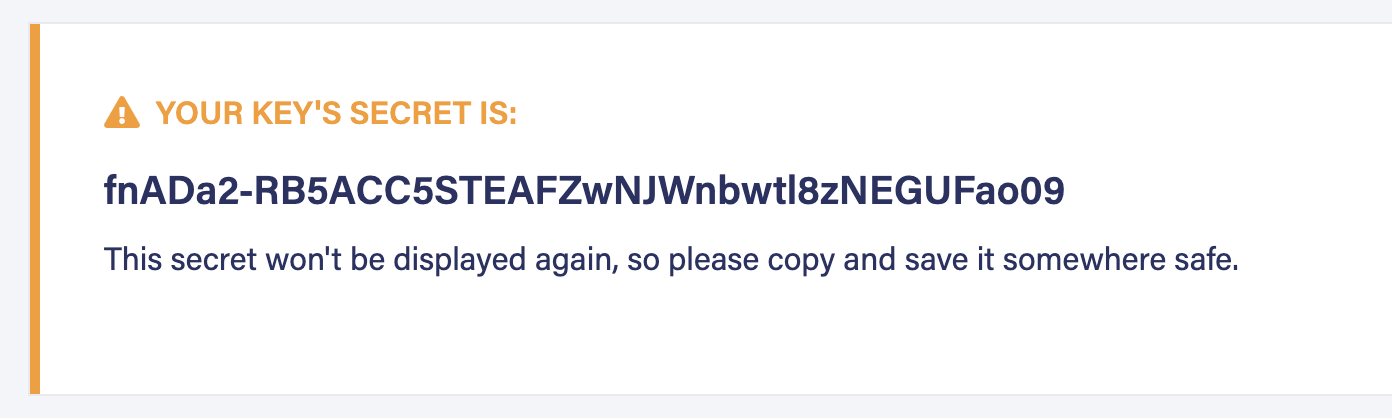 YOUR KEY'S SECRET IS:
fnADa2-RB5ACC5STEAFZwNJWnbwtl8zNEGUFao09
This secret won't be displayed again, so please copy and save it somewhere safe.